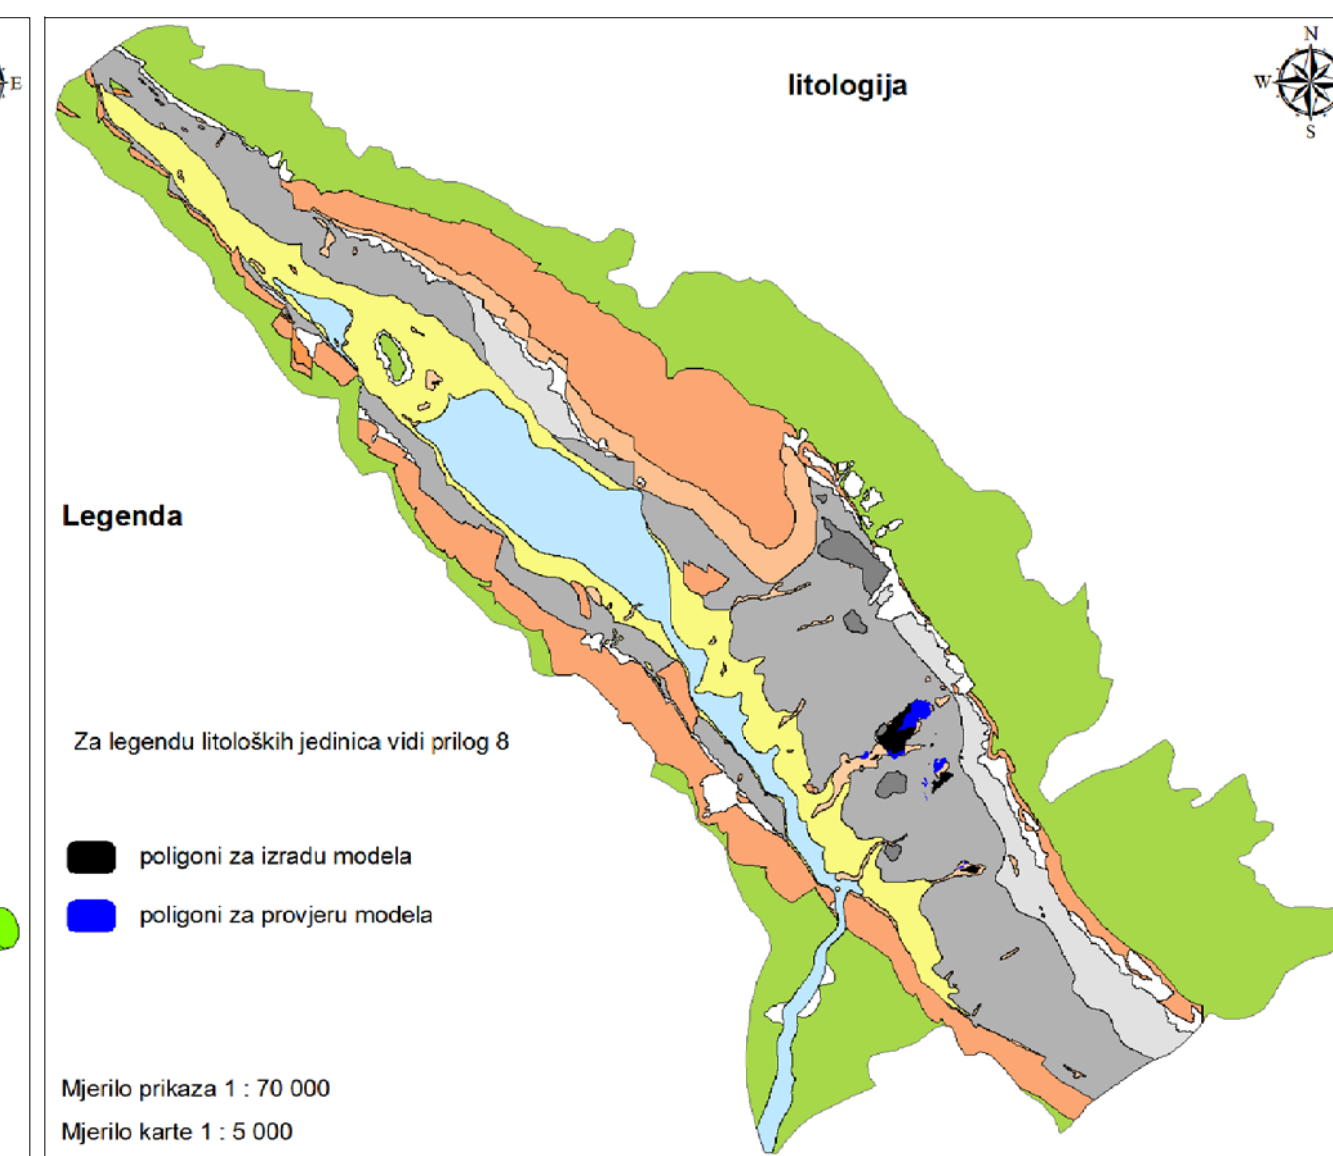 E
litologija
N
W
S
Legenda
Za legendu litoloških jedinica vidi prilog 8
poligoni za izradu modela
poligoni za provjeru modela
Mjerilo prikaza 1 : 70 000
Mjerilo karte 1 : 5 000